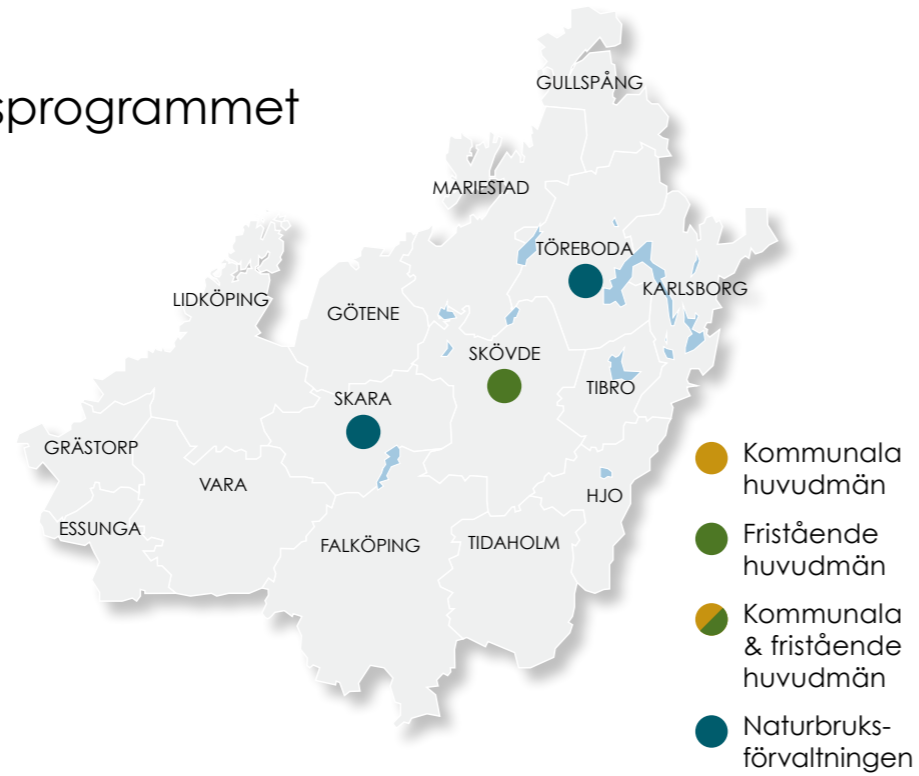 sprogrammet
GULLSPÅNG
MARIESTAD
TÖREBODA
KARLSBORG
LIDKÖPING
GÖTENE
SKÖVDE
TIBRO
SKARA
GRÄSTORP
VARA
HJO
ESSUNGA
FALKÖPING
TIDAHOLM
Kommunala
huvudmän
Fristående
huvudmän
Kommunala
& fristående
huvudmän
Naturbruks-
förvaltningen